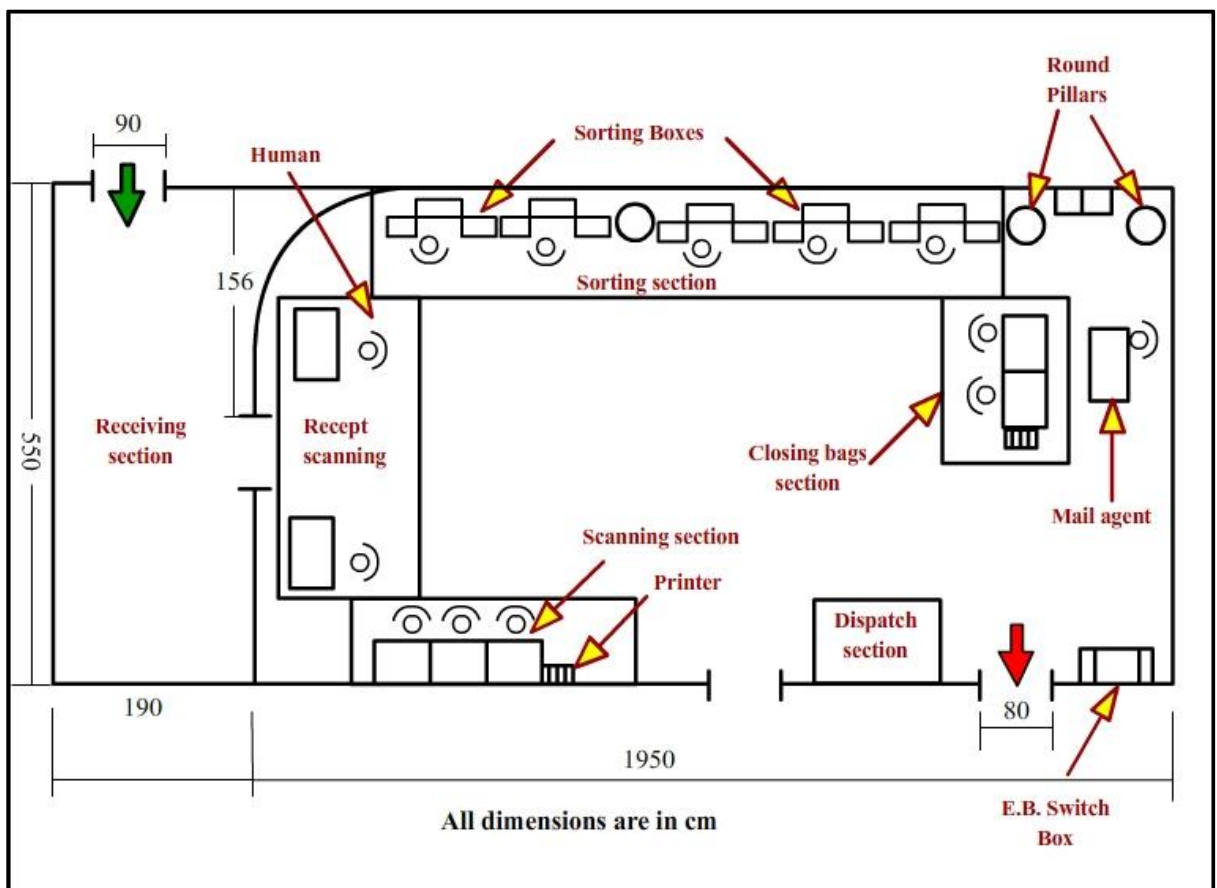 Round
Pillars
90
Sorting Boxes
Human
156
Sorting section
550
Receiving
section
Recept
scanning
Closing bags
section
Mail agent
Scanning section
Printer
Dispatch
section
190
80
1950
All dimensions are in cm
E.B. Switch
Box